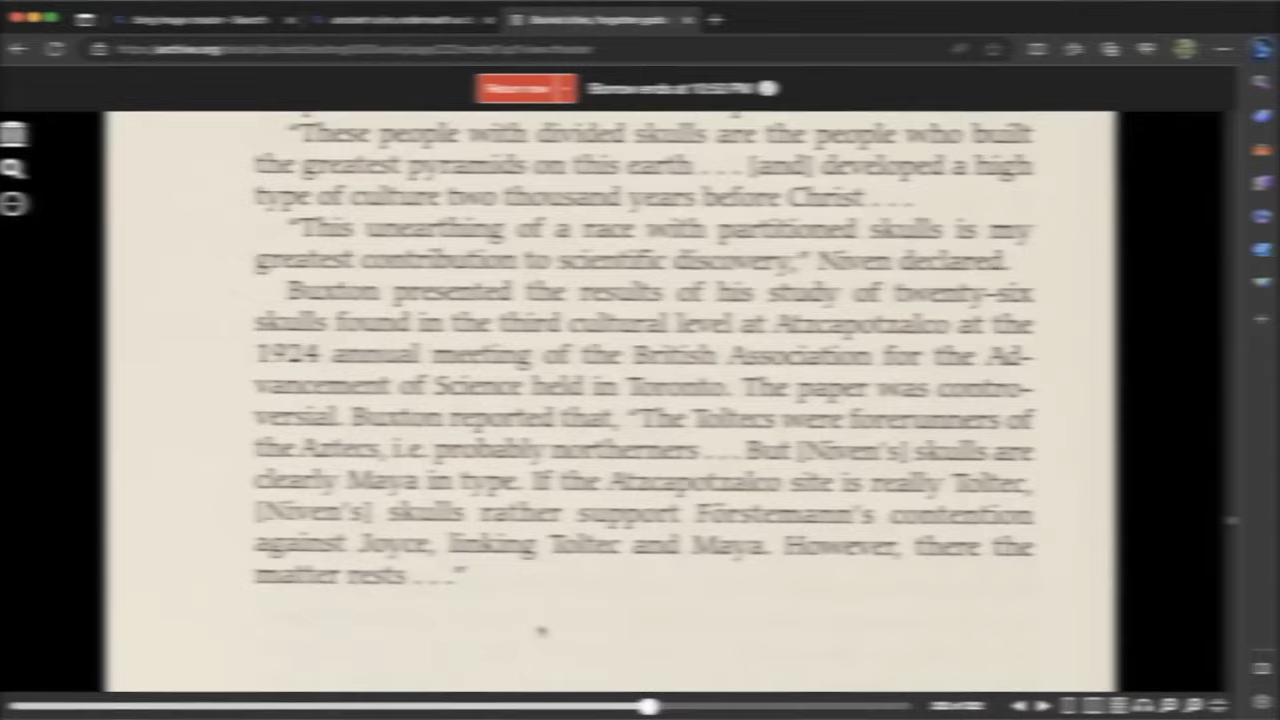 Return now
Borrow ends at
“These people with divided skulls are the people who built
the greatest pyramids on this earth . . . [and] developed a high
type of culture two thousand years before Christ . . .
“This unearthing of a race with partitioned skulls is my
greatest contribution to scientific discovery,” Niven declared.
Buxton presented the results of his study of twenty-six
skulls found in the third cultural level at Atzcapotzalco at the
1924 annual meeting of the British Association for the Ad-
vancement of Science held in Toronto. The paper was contro-
versial. Buxton reported that, “The Toltecs were forerunners of
the Aztecs, i.e. probably northerners . . . But [Niven's] skulls are
clearly Maya in type. If the Atzcapotzalco site is really Toltec,
[Niven's] skulls rather support Förstemann's contention
against Joyce, linking Toltec and Maya. However, there the
matter rests . . .”